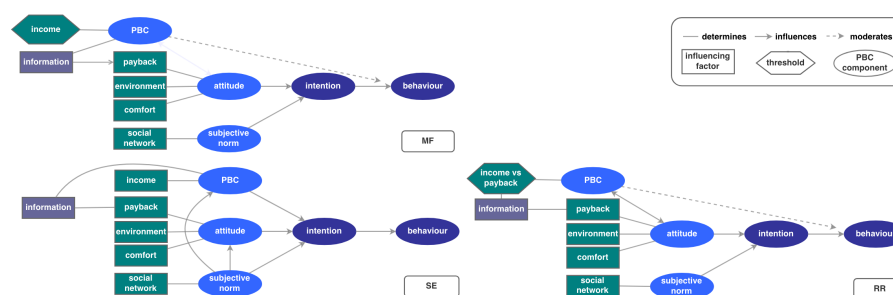 income
PBC
information
payback
environment
comfort
social
network
attitude
subjective
norm
intention
behaviour
MF
determines
influences
moderates
influencing
factor
threshold
PBC
component
income
PBC
information
payback
environment
comfort
social
network
attitude
subjective
norm
intention
behaviour
SE
income vs
payback
PBC
information
payback
environment
comfort
social
network
attitude
subjective
norm
intention
behaviour
RR